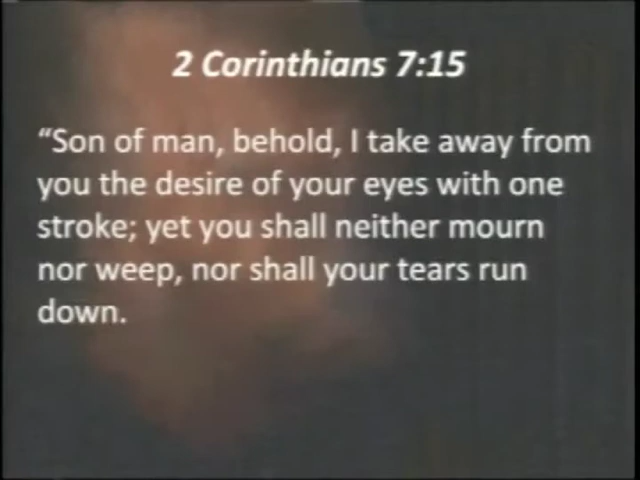 2 Corinthians 7:15
“Son of man, behold, I take away from
you the desire of your eyes with one
stroke; yet you shall neither mourn
nor weep, nor shall your tears run
down.